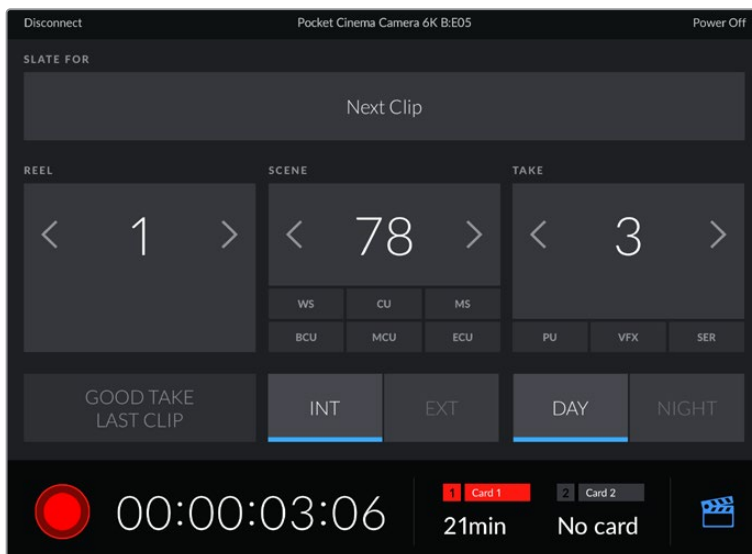 Disconnect Pocket Cinema Camera 6K B:E05 Power Off
SLATE FOR
Next Clip
REEL SCENE TAKE
1 78 3
WS CU MS
BCU MCU ECU PU VFX SER
GOOD TAKE
LAST CLIP
INT EXT DAY NIGHT
1 Card 1 2 Card 2
00:00:03:06 21min No card